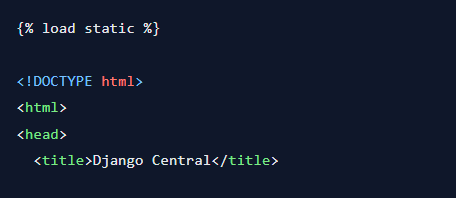 {% load static %}
<!DOCTYPE html>
<html>
<head>
<title>Django Central</title>